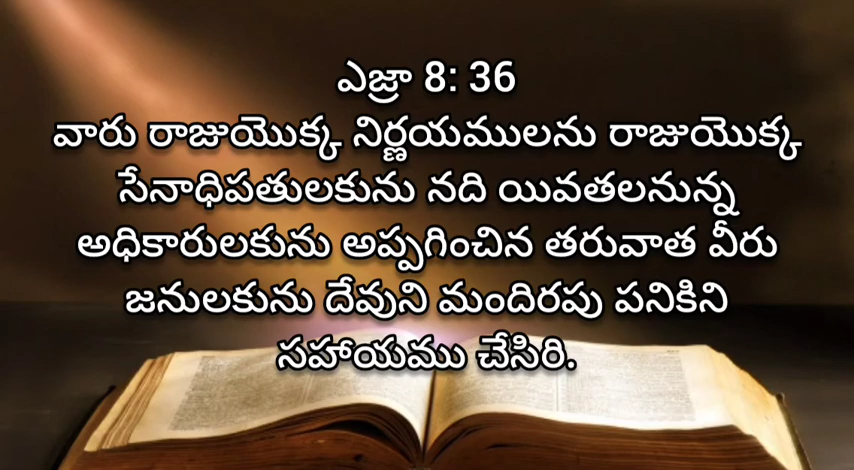 ఎజ్రా 8: 36
వారు రాజుయొక్క నిర్ణయములను రాజుయొక్క
సేనాధిపతులకును నది యివతలనున్న
అధికారులకును అప్పగించిన తరువాత వీరు
జనులకును దేవుని మందిరపు పనికిని
సహాయము చేసిరి.